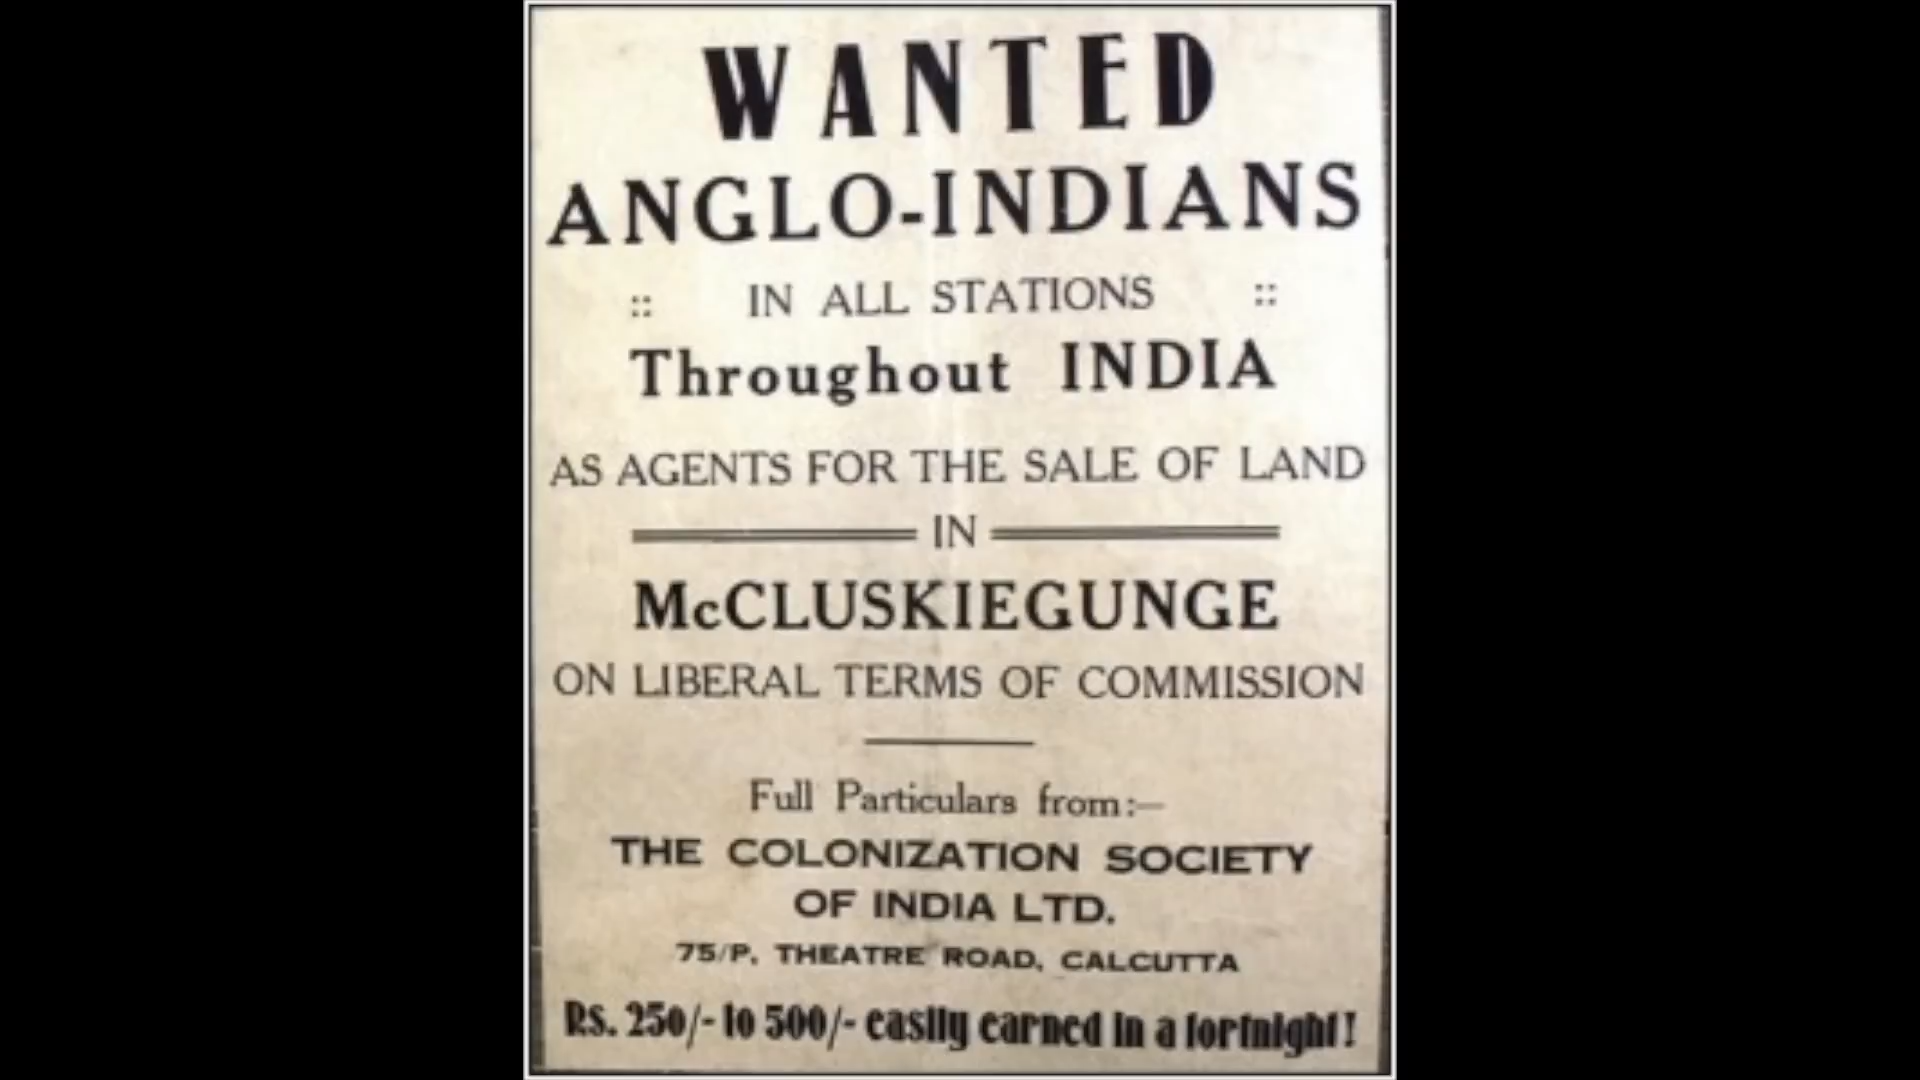 WANTED
ANGLO-INDIANS
:: IN ALL STATIONS ::
Throughout INDIA
AS AGENTS FOR THE SALE OF LAND
IN
McCLUSKIEGUNGE
ON LIBERAL TERMS OF COMMISSION
Full Particulars from:—
THE COLONIZATION SOCIETY
OF INDIA LTD.
75/P, THEATRE ROAD, CALCUTTA
Rs. 250/- to 500/- easily earned in a fortnight!